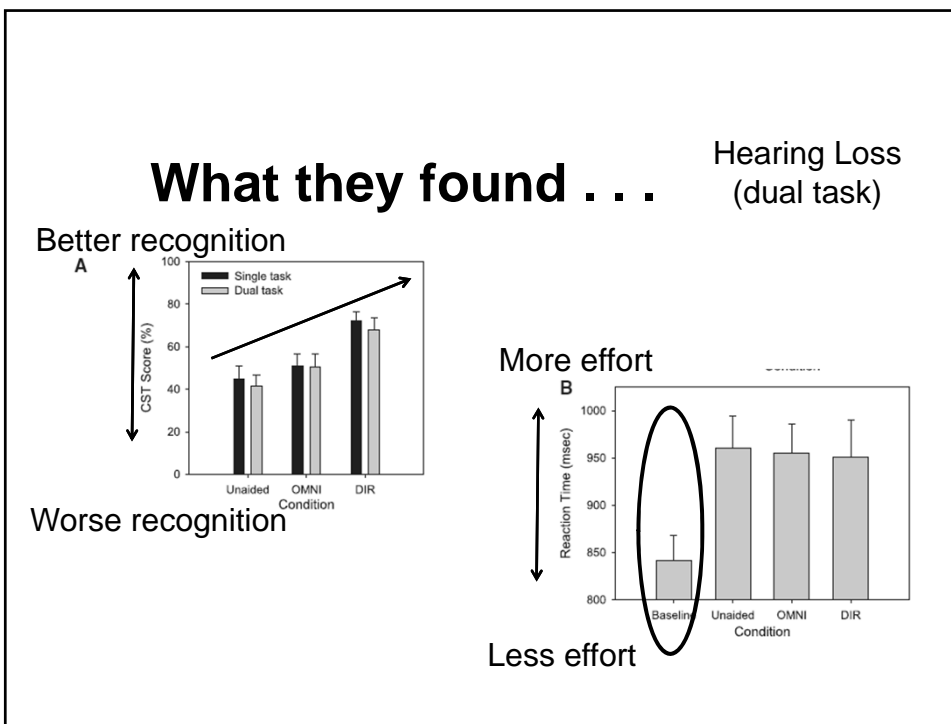 What they found . . .
Hearing Loss
(dual task)
Better recognition
A
100
80
60
40
20
0
CST Score (%)
Single task
Dual task
Unaided OMNI DIR
Condition
Worse recognition
More effort
B
1000
950
900
850
800
Reaction Time (msec)
Baseline Unaided OMNI DIR
Condition
Less effort